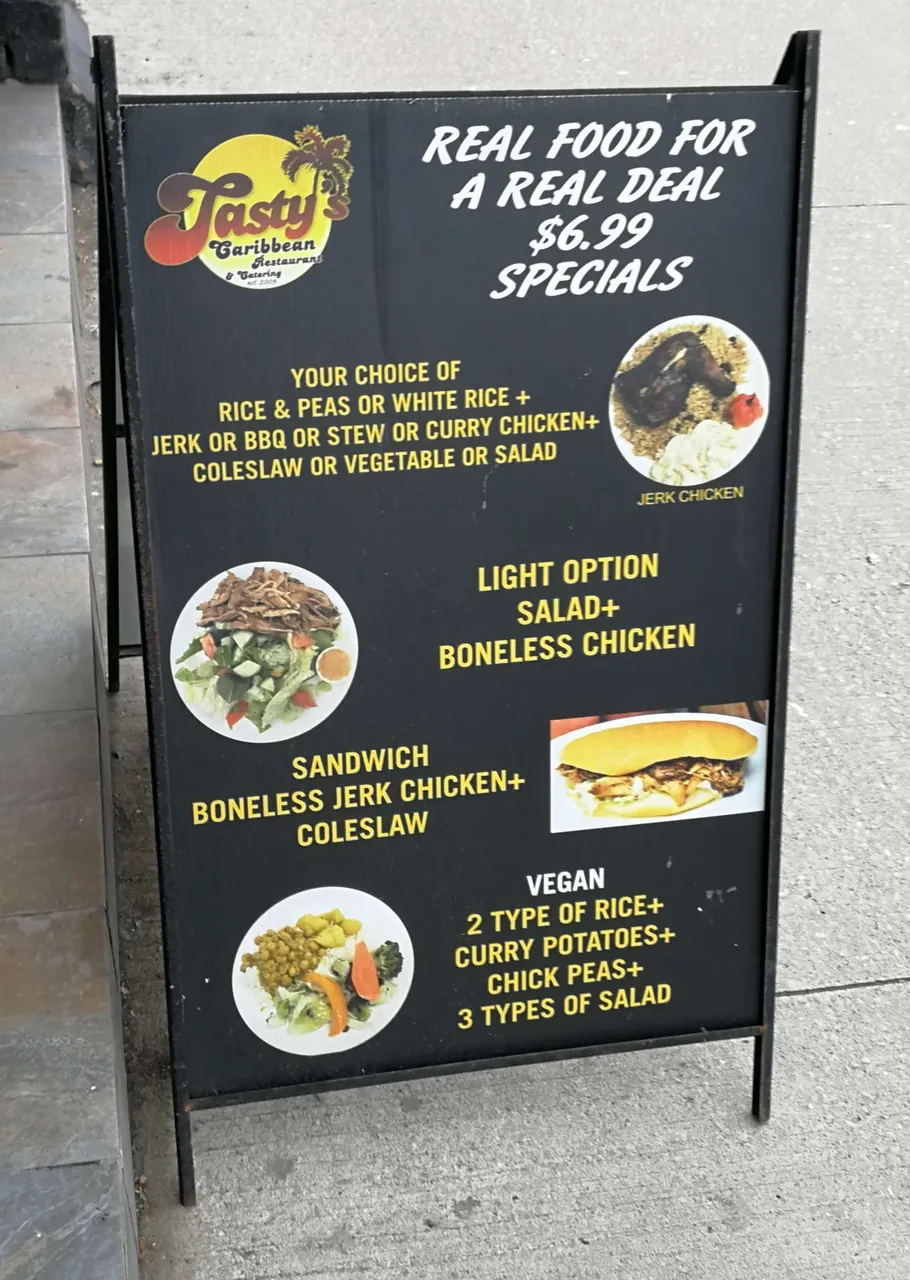 Tasty's
Caribbean
Restaurant
& Catering
est. 2009
REAL FOOD FOR
A REAL DEAL
$6.99
SPECIALS
YOUR CHOICE OF
RICE & PEAS OR WHITE RICE +
JERK OR BBQ OR STEW OR CURRY CHICKEN+
COLESLAW OR VEGETABLE OR SALAD
JERK CHICKEN
LIGHT OPTION
SALAD+
BONELESS CHICKEN
SANDWICH
BONELESS JERK CHICKEN+
COLESLAW
VEGAN
2 TYPE OF RICE+
CURRY POTATOES+
CHICK PEAS+
3 TYPES OF SALAD